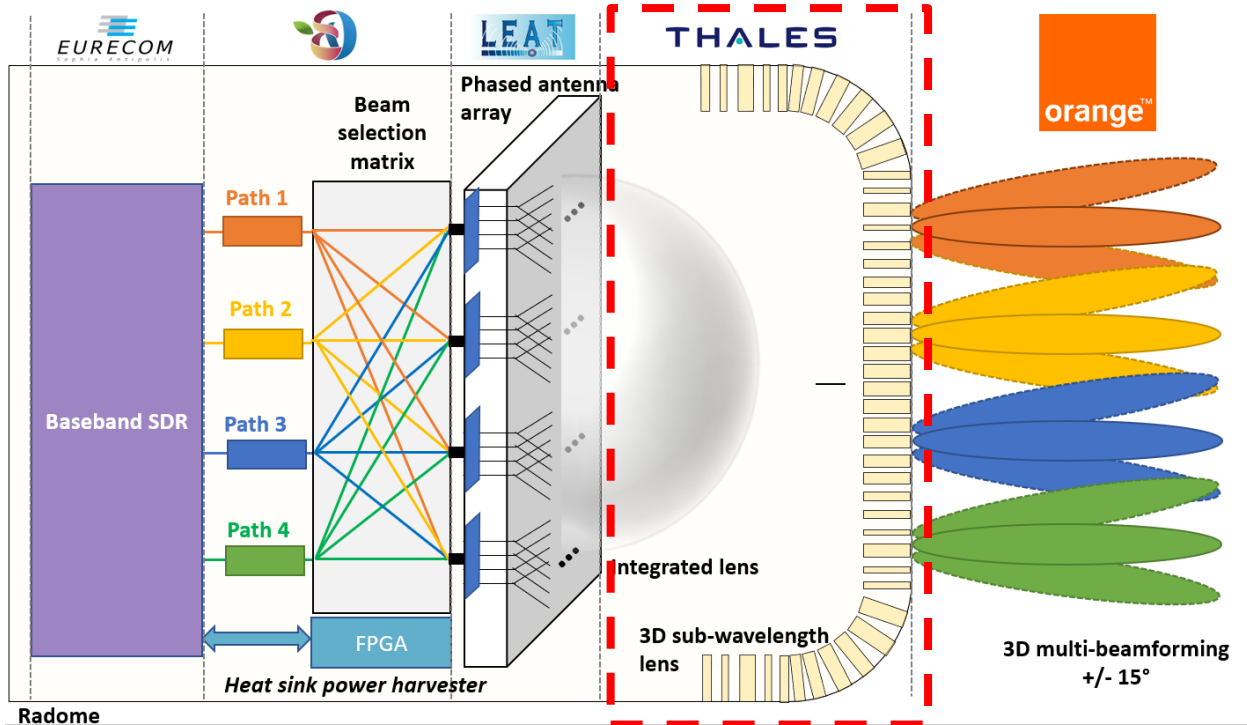 EURECOM
Sophia Antipolis
LEAT
THALES
orange™
Phased antenna
array
Beam
selection
matrix
Path 1
Path 2
Path 3
Path 4
Baseband SDR
FPGA
Integrated lens
3D sub-wavelength
lens
3D multi-beamforming
+/- 15°
Heat sink power harvester
Radome